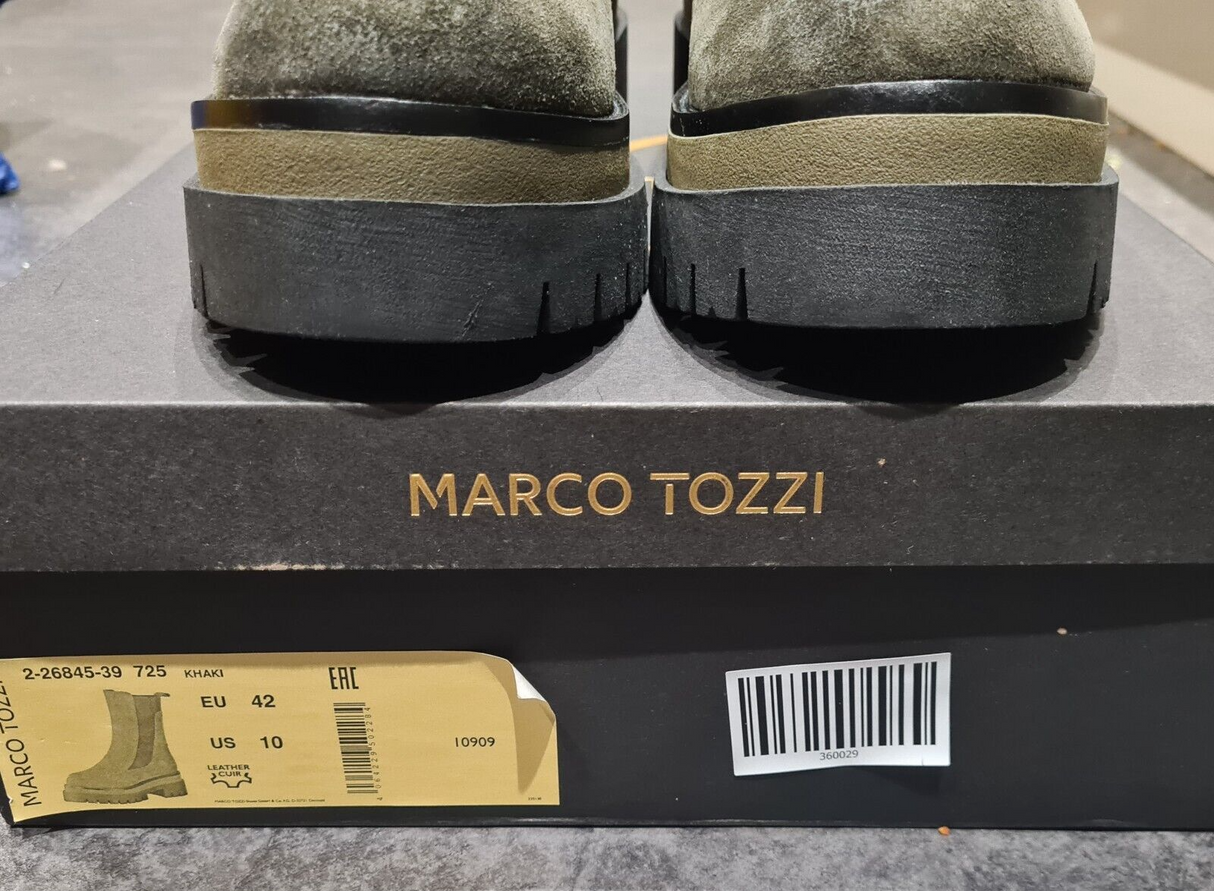 MARCO TOZZI
2-26845-39 725 KHAKI
EAC
EU 42
US 10
10909
LEATHER
CUIR
MARCO TOZZI
360029